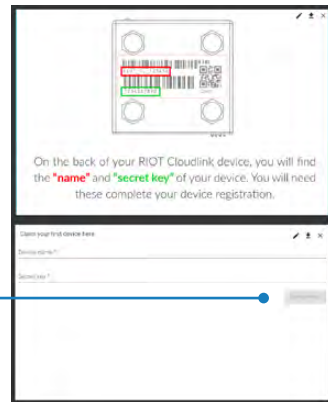 On the back of your RIOT Cloudlink device, you will find
the "name" and "secret key" of your device. You will need
these complete your device registration.
Claim your first device here
Device name *
Secret key *